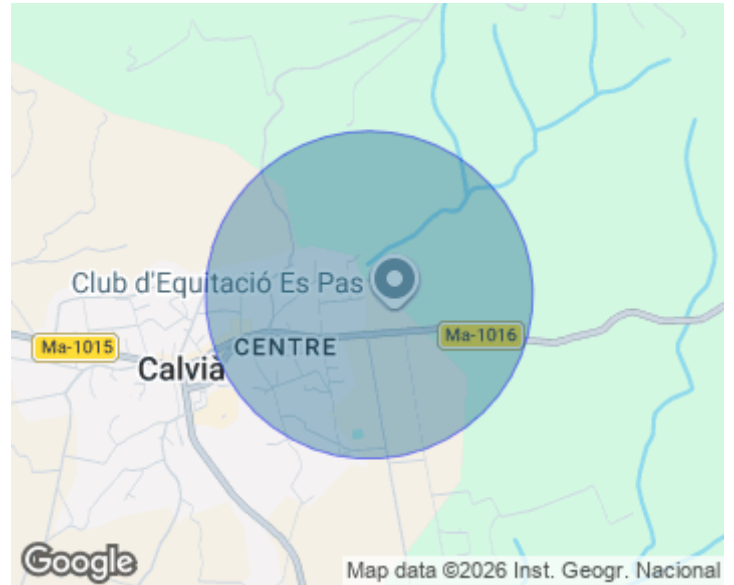 Club d'Equitació Es Pas
Ma-1016
Ma-1015
CENTRE
Calvià
Google
Map data ©2026 Inst. Geogr. Nacional